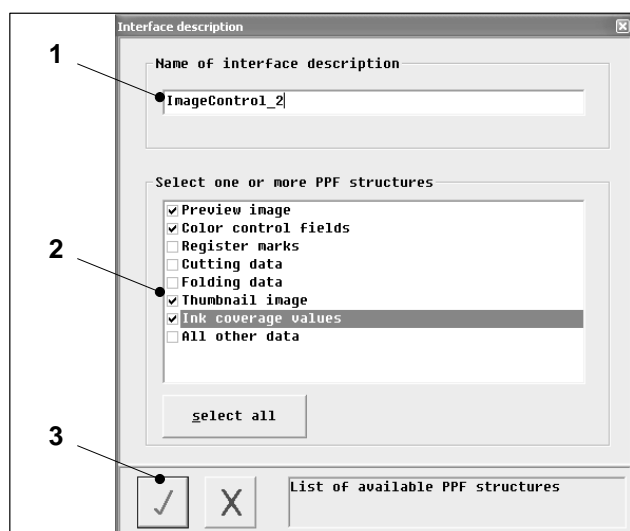 Interface description
1
Name of interface description
ImageControl_2
Select one or more PPF structures
Preview image
Color control fields
Register marks
2
Cutting data
Folding data
Thumbnail image
Ink coverage values
All other data
select all
3
List of available PPF structures